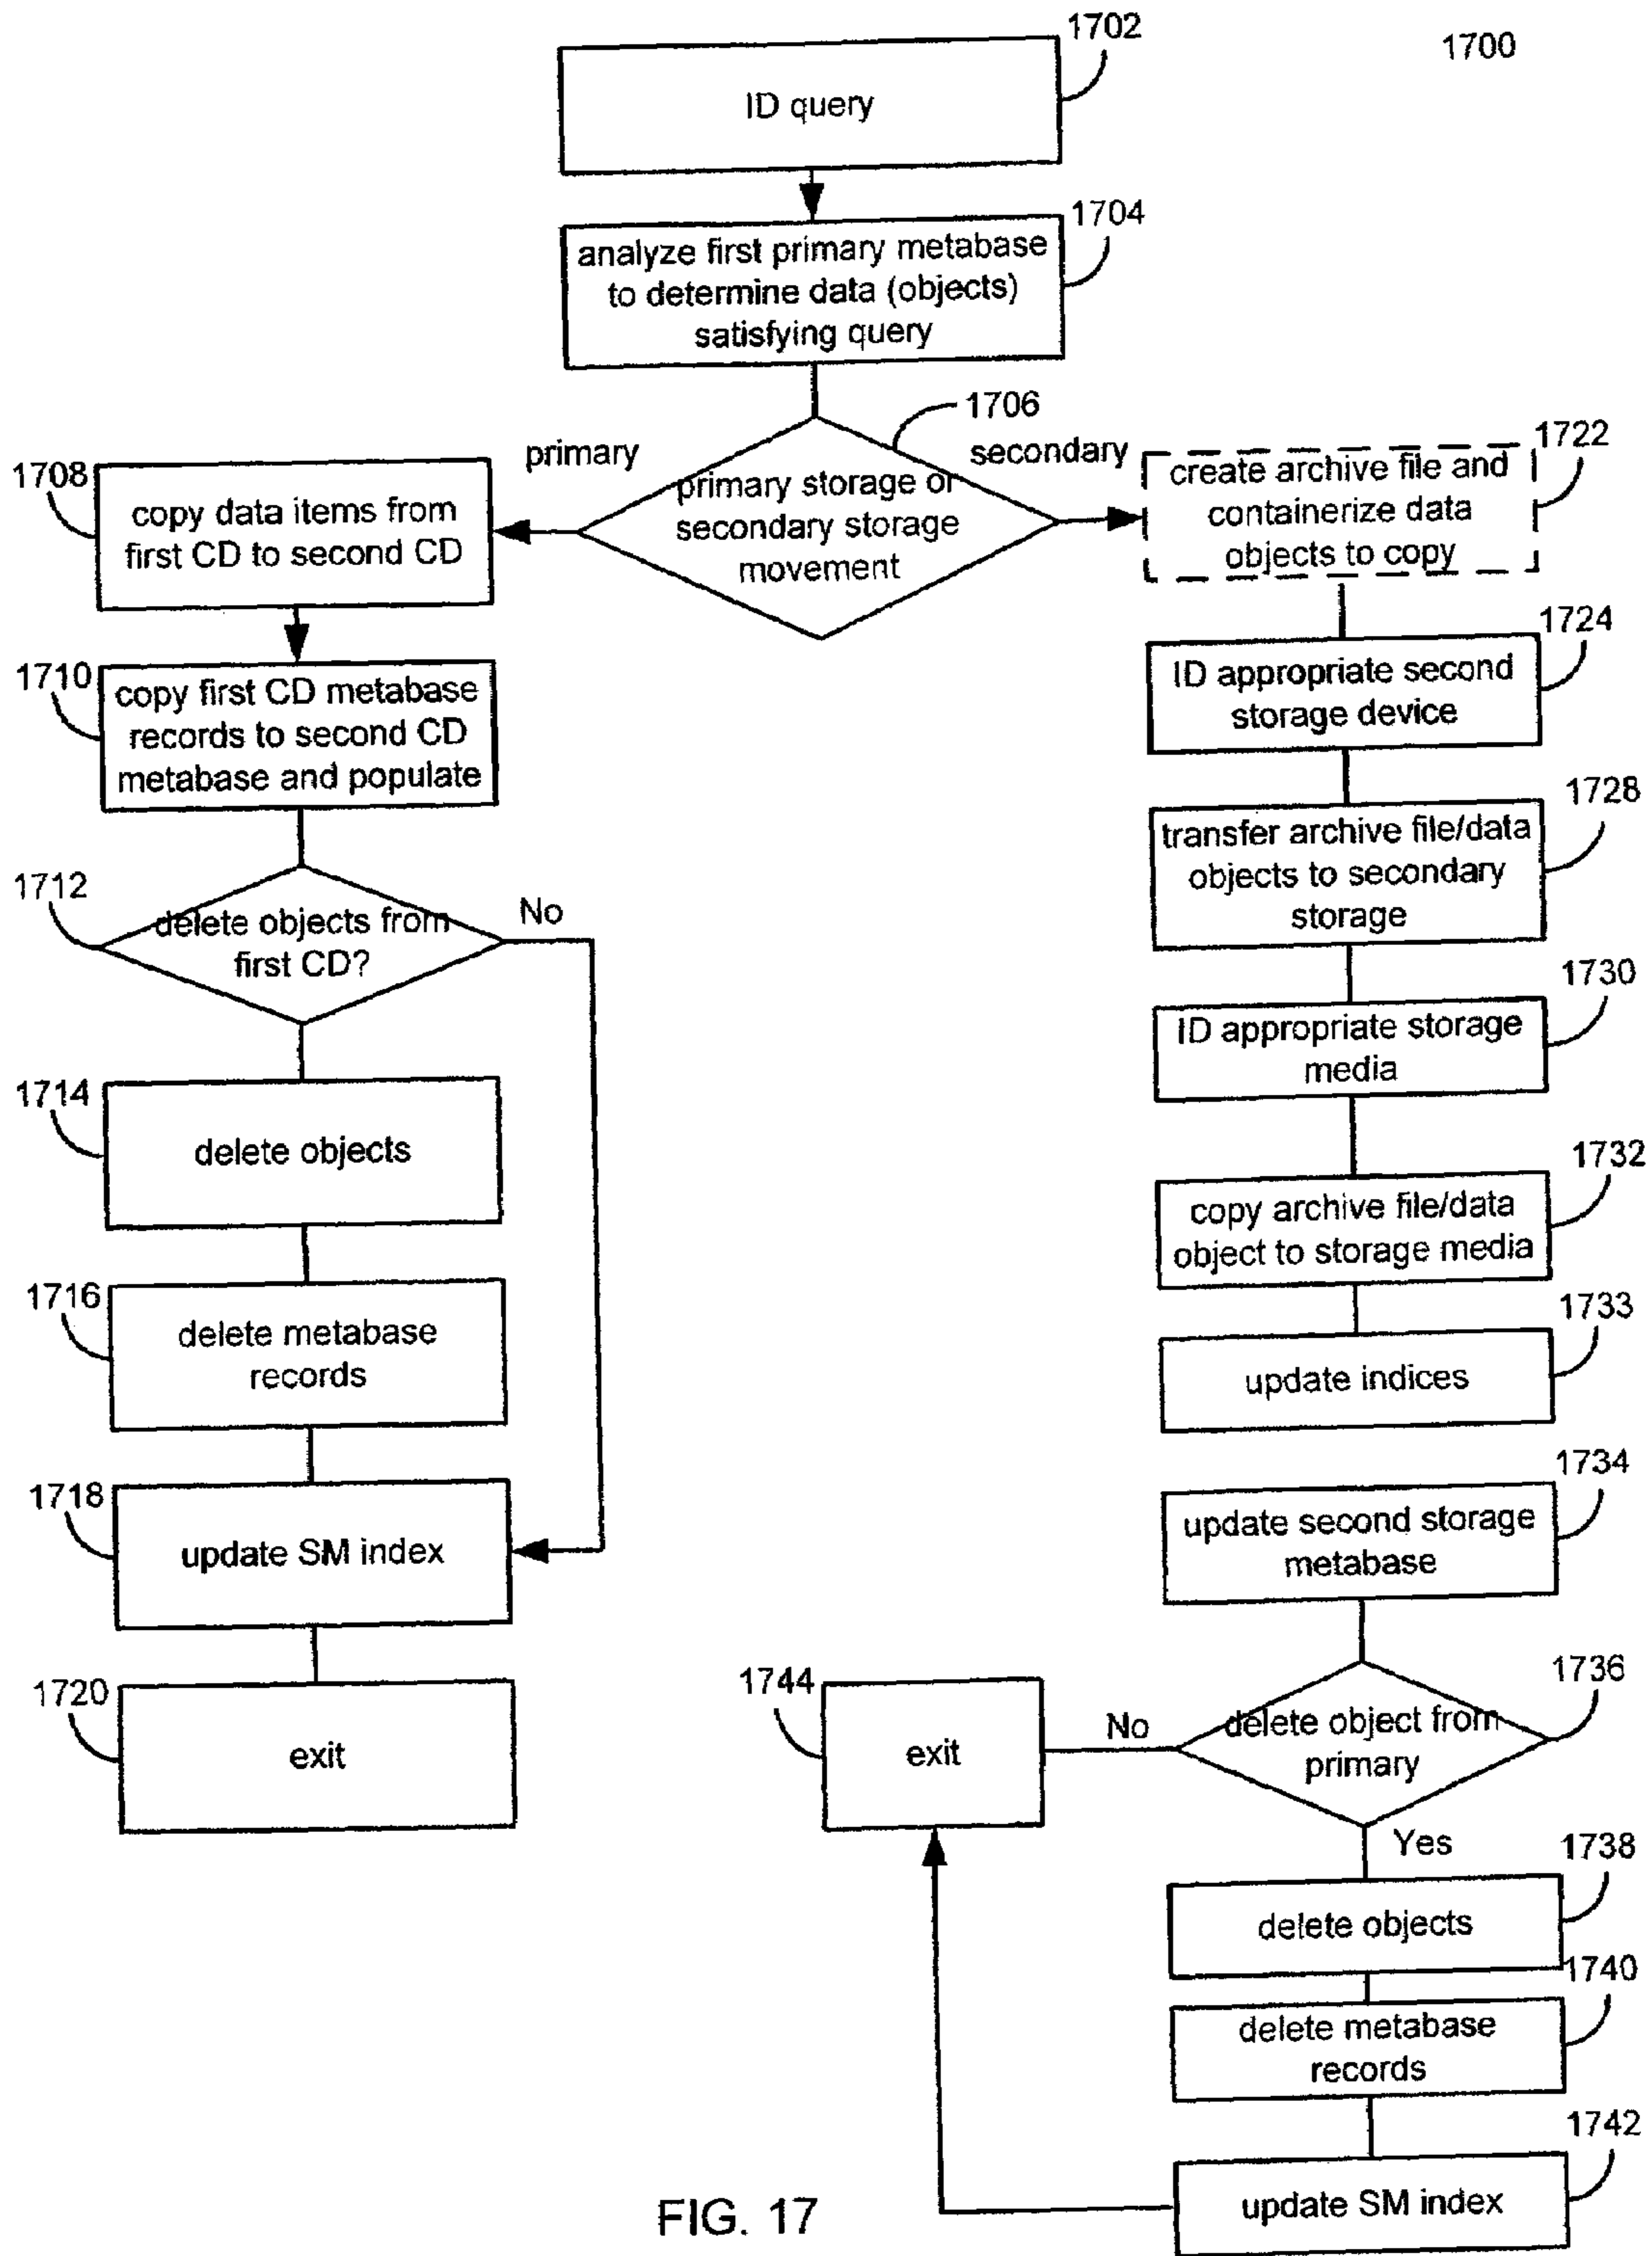 1700
1702
ID query
1704
analyze first primary metabase
to determine data (objects)
satisfying query
1706
primary
secondary
primary storage or
secondary storage
movement
1708
copy data items from
first CD to second CD
1710
copy first CD metabase
records to second CD
metabase and populate
1712
delete objects from
first CD?
No
1714
delete objects
1716
delete metabase
records
1718
update SM index
1720
exit
1722
create archive file and
containerize data
objects to copy
1724
ID appropriate second
storage device
1728
transfer archive file/data
objects to secondary
storage
1730
ID appropriate storage
media
1732
copy archive file/data
object to storage media
1733
update indices
1734
update second storage
metabase
1736
delete object from
primary
No
1744
exit
Yes
1738
delete objects
1740
delete metabase
records
1742
update SM index
FIG. 17